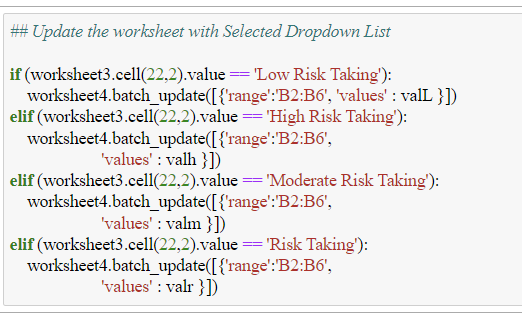 ## Update the worksheet with Selected Dropdown List
if (worksheet3.cell(22,2).value == 'Low Risk Taking'):
worksheet4.batch_update([{'range':'B2:B6', 'values' : valL }])
elif (worksheet3.cell(22,2).value == 'High Risk Taking'):
worksheet4.batch_update([{'range':'B2:B6',
'values' : valh }])
elif (worksheet3.cell(22,2).value == 'Moderate Risk Taking'):
worksheet4.batch_update([{'range':'B2:B6',
'values' : valm }])
elif (worksheet3.cell(22,2).value == 'Risk Taking'):
worksheet4.batch_update([{'range':'B2:B6',
'values' : valr }])